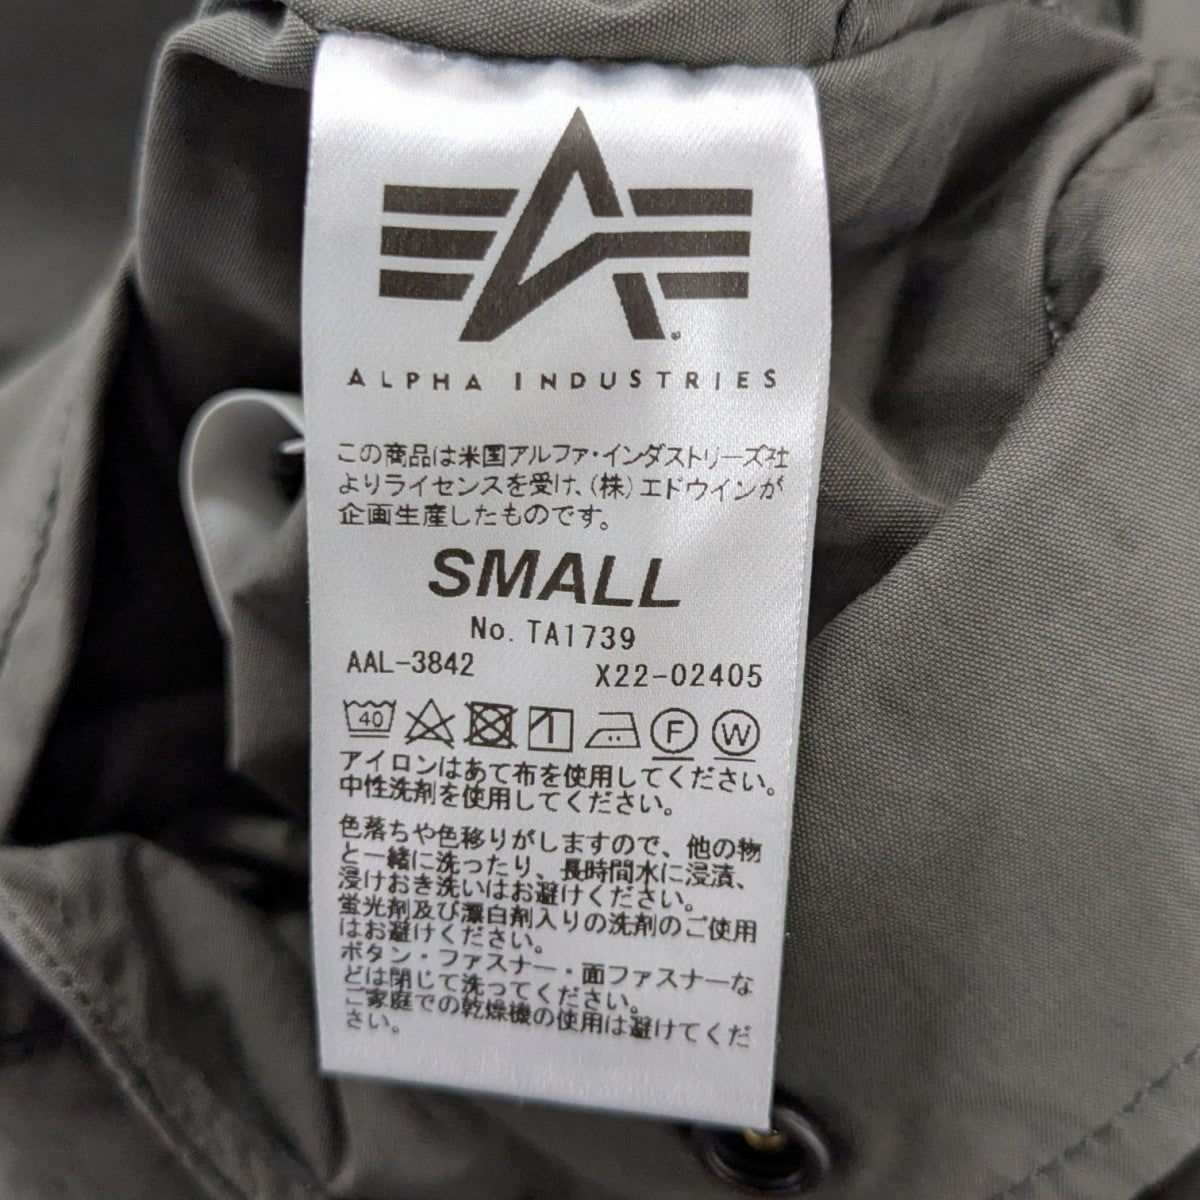 ALPHA INDUSTRIES
この商品は米国アルファ・インダストリーズ社
よりライセンスを受け、(株)エドウインが
企画生産したものです。
SMALL
No. TA1739
AAL-3842 X22-02405
40 F W
アイロンはあて布を使用してください。
中性洗剤を使用してください。
色落ちや色移りがしますので、他の物
と一緒に洗ったり、長時間水に浸漬、
浸けおき洗いはお避けください。
蛍光剤及び漂白剤入りの洗剤のご使用
はお避けください。
ボタン・ファスナー・面ファスナーな
どは閉じて洗ってください。
ご家庭での乾燥機の使用は避けてくだ
さい。